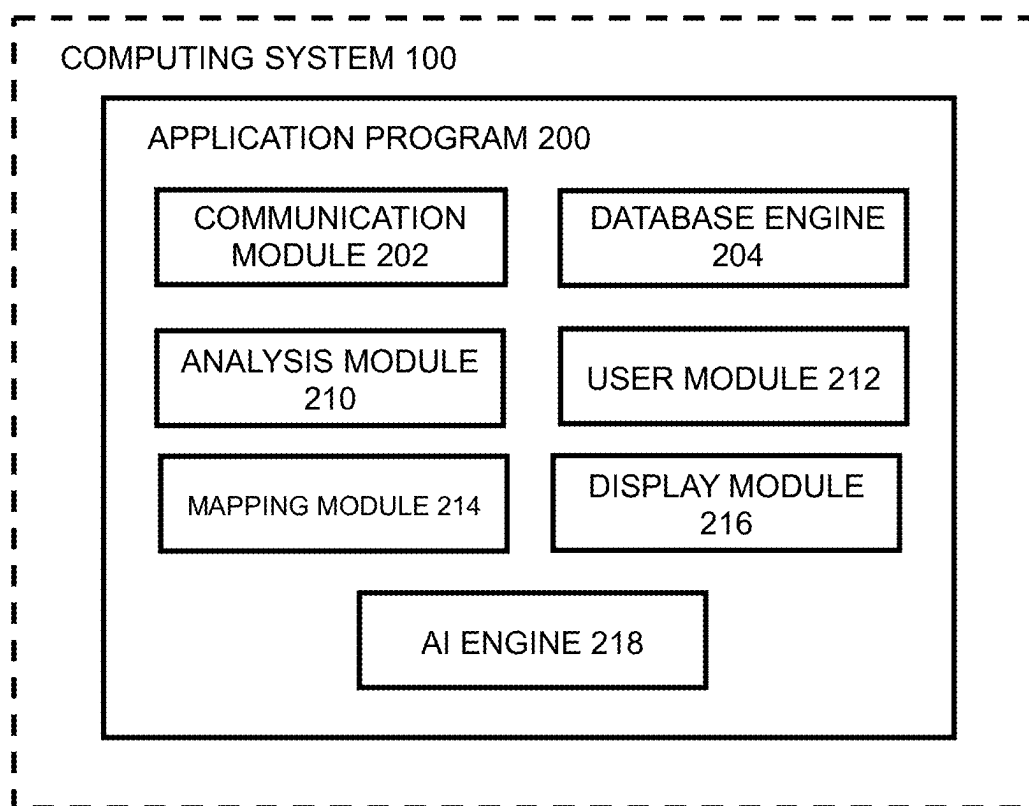 COMPUTING SYSTEM 100
APPLICATION PROGRAM 200
COMMUNICATION
MODULE 202
DATABASE ENGINE
204
ANALYSIS MODULE
210
USER MODULE 212
MAPPING MODULE 214
DISPLAY MODULE
216
AI ENGINE 218